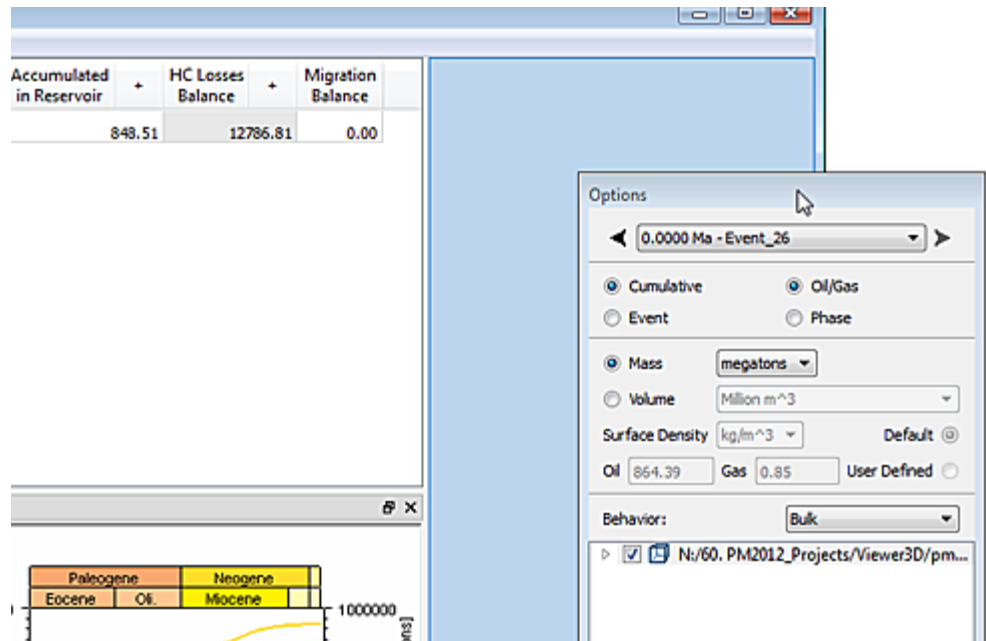 Accumulated in Reservoir + HC Losses Balance + Migration Balance
848.51 12786.81 0.00
Options
0.0000 Ma - Event_26
Cumulative Oil/Gas
Event Phase
Mass megatons
Volume Million m^3
Surface Density kg/m^3 Default
Oil 864.39 Gas 0.85 User Defined
Behavior: Bulk
N:/60. PM2012_Projects/Viewer3D/pm...
Paleogene Neogene
Eocene Oli. Miocene
1000000